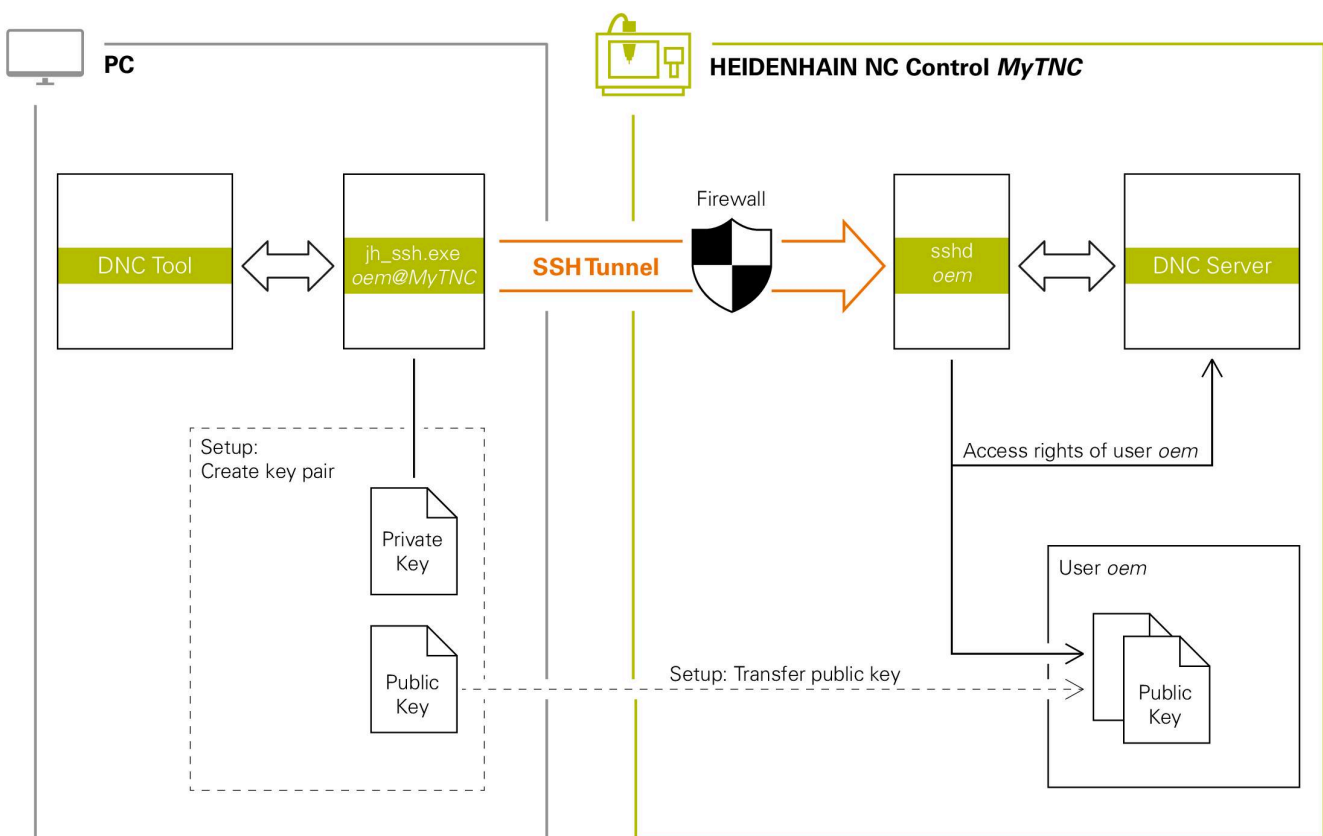 PC
HEIDENHAIN NC Control MyTNC
Firewall
DNC Tool
jh_ssh.exe
oem@MyTNC
SSH Tunnel
sshd
oem
DNC Server
Setup:
Create key pair
Access rights of user oem
Private
Key
User oem
Public
Key
Setup: Transfer public key
Public
Key